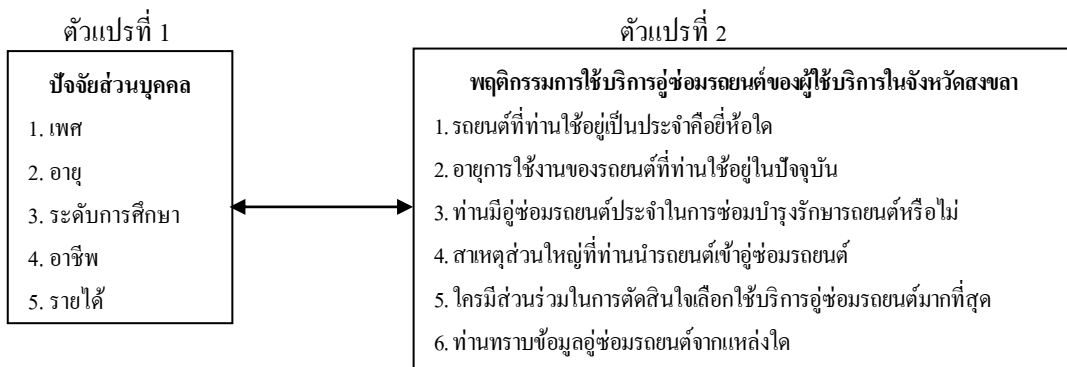 ตัวแปรที่ 1
ปัจจัยส่วนบุคคล
1. เพศ
2. อายุ
3. ระดับการศึกษา
4. อาชีพ
5. รายได้
ตัวแปรที่ 2
พฤติกรรมการใช้บริการอู่ซ่อมรถยนต์ของผู้ใช้บริการในจังหวัดสงขลา
1. รถยนต์ที่ท่านใช้อยู่เป็นประจำคือยี่ห้อใด
2. อายุการใช้งานของรถยนต์ที่ท่านใช้อยู่ในปัจจุบัน
3. ท่านมีอู่ซ่อมรถยนต์ประจำในการซ่อมบำรุงรักษารถยนต์หรือไม่
4. สาเหตุส่วนใหญ่ที่ท่านนำรถยนต์เข้าอู่ซ่อมรถยนต์
5. ใครมีส่วนร่วมในการตัดสินใจเลือกใช้บริการอู่ซ่อมรถยนต์มากที่สุด
6. ท่านทราบข้อมูลอู่ซ่อมรถยนต์จากแหล่งใด